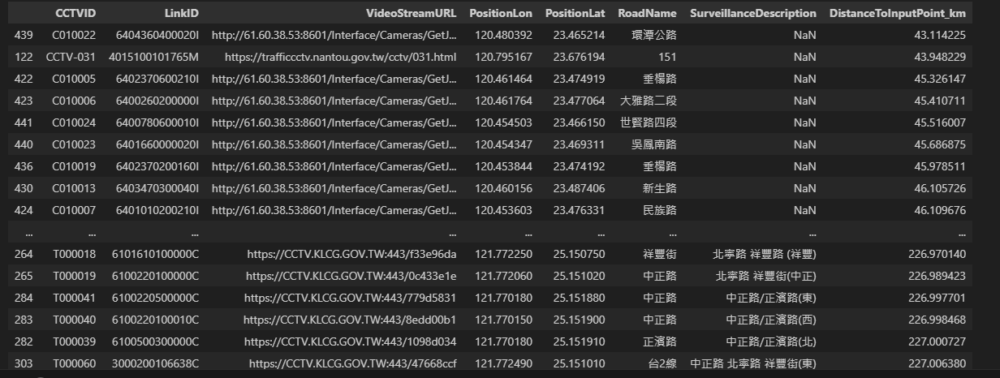 CCTVID LinkID VideoStreamURL PositionLon PositionLat RoadName SurveillanceDescription DistanceToInputPoint_km
439 C010022 6404360400020I http://61.60.38.53:8601/Interface/Cameras/GetJ... 120.480392 23.465214 環潭公路 NaN 43.114225
122 CCTV-031 4015100101765M https://trafficcctv.nantou.gov.tw/cctv/031.html 120.795167 23.676194 151 NaN 43.948229
422 C010005 6402370600210I http://61.60.38.53:8601/Interface/Cameras/GetJ... 120.461464 23.474919 垂楊路 NaN 45.326147
423 C010006 6400260200000I http://61.60.38.53:8601/Interface/Cameras/GetJ... 120.461764 23.477064 大雅路二段 NaN 45.410711
441 C010024 6400780600010I http://61.60.38.53:8601/Interface/Cameras/GetJ... 120.454503 23.466150 世賢路四段 NaN 45.516007
440 C010023 6401660000020I http://61.60.38.53:8601/Interface/Cameras/GetJ... 120.454347 23.469311 吳鳳南路 NaN 45.686875
436 C010019 6402370200160I http://61.60.38.53:8601/Interface/Cameras/GetJ... 120.453844 23.474192 垂楊路 NaN 45.978511
430 C010013 6403470300040I http://61.60.38.53:8601/Interface/Cameras/GetJ... 120.460156 23.487406 新生路 NaN 46.105726
424 C010007 6401010200210I http://61.60.38.53:8601/Interface/Cameras/GetJ... 120.453603 23.476331 民族路 NaN 46.109676
... ... ... ... ... ... ... ... ...
264 T000018 6101610100000C https://CCTV.KLCG.GOV.TW:443/f33e96da 121.772250 25.150750 祥豐街 北寧路 祥豐路 (祥豐) 226.970140
265 T000019 6100220100000C https://CCTV.KLCG.GOV.TW:443/0c433e1e 121.772060 25.151020 中正路 北寧路 祥豐街(中正) 226.989423
284 T000041 6100220500000C https://CCTV.KLCG.GOV.TW:443/779d5831 121.770180 25.151880 中正路 中正路/正濱路(東) 226.997701
283 T000040 6100220100010C https://CCTV.KLCG.GOV.TW:443/8edd00b1 121.770150 25.151900 中正路 中正路/正濱路(西) 226.998468
282 T000039 6101005300000C https://CCTV.KLCG.GOV.TW:443/1098d034 121.770180 25.151910 正濱路 中正路/正濱路(北) 227.000727
303 T000060 3000200106638C https://CCTV.KLCG.GOV.TW:443/47668ccf 121.772490 25.151010 台2線 中正路 北寧路 祥豐街(東) 227.006380